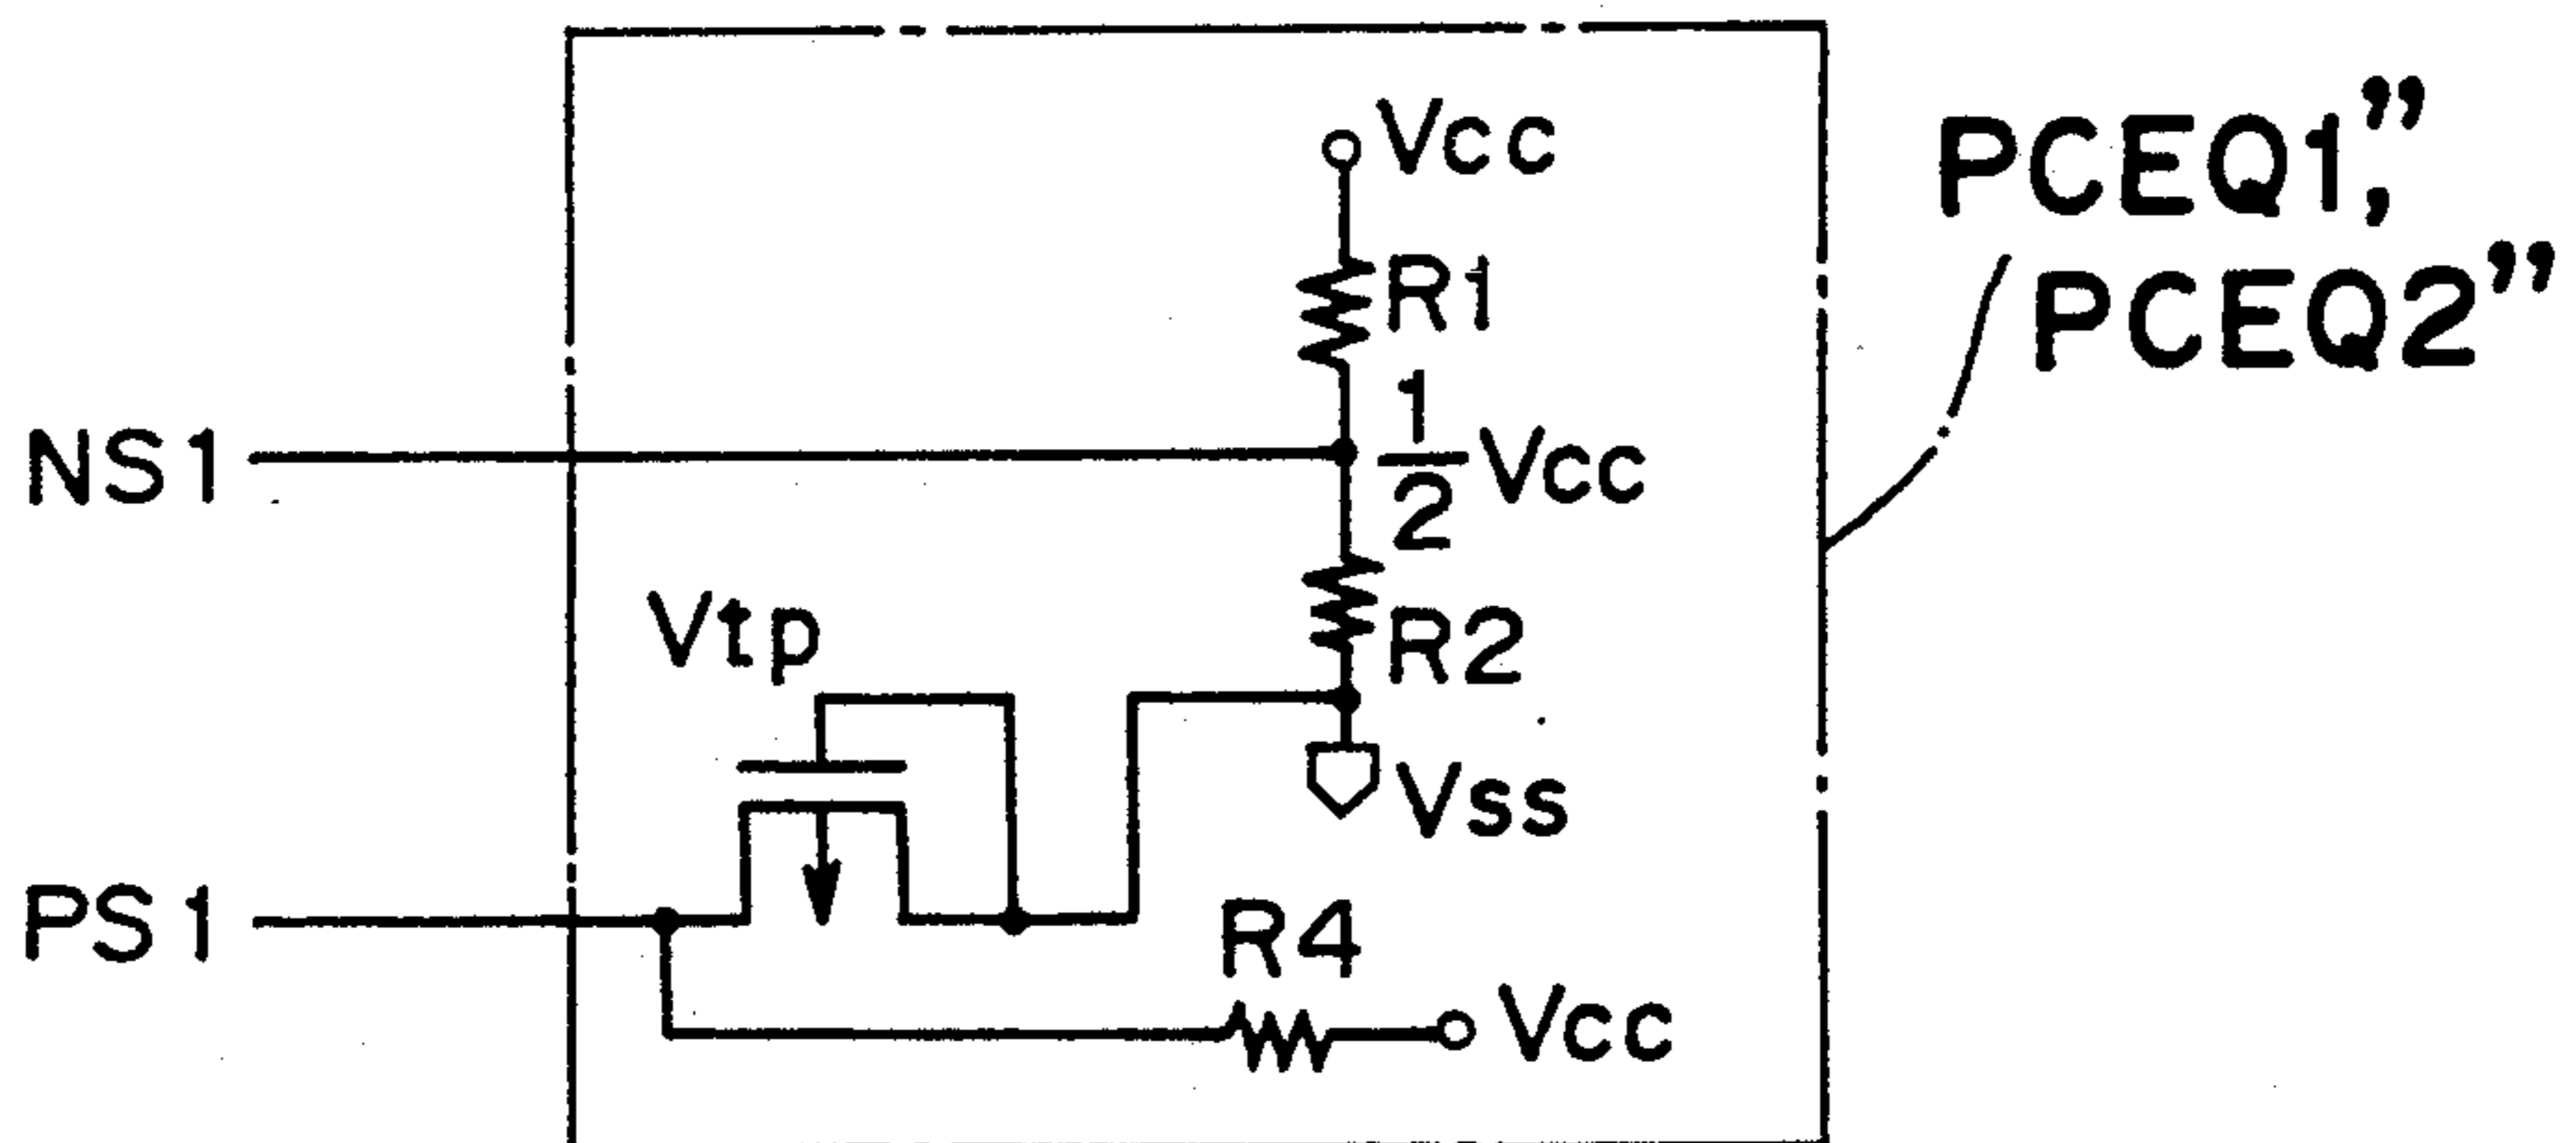 Vcc
PCEQ1,”
PCEQ2”
R1
NS1
1/2 Vcc
Vtp
R2
Vss
PS1
R4
Vcc